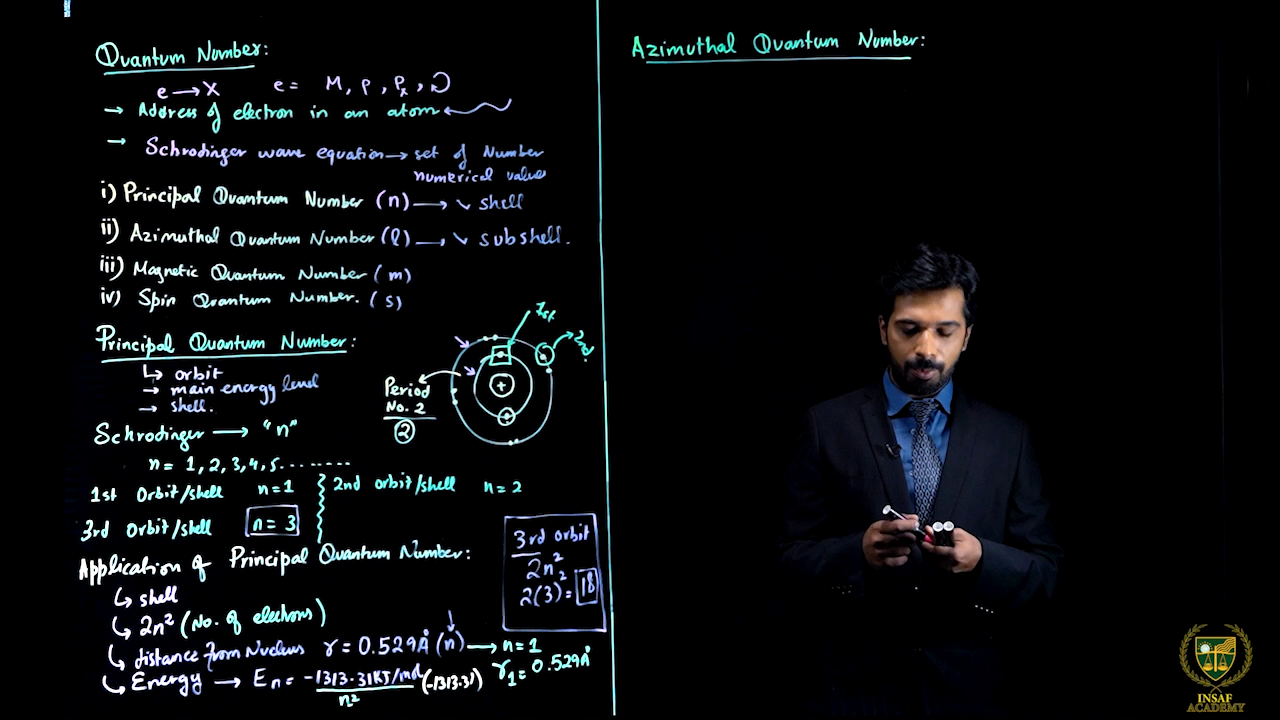 Quantum Number:
e → X e = M, P, Px, D
→ Address of electron in an atom
→ Schrodinger wave equation → set of Number
numerical values
i) Principal Quantum Number (n) → shell
ii) Azimuthal Quantum Number (l) → subshell.
iii) Magnetic Quantum Number (m)
iv) Spin Quantum Number. (s)
Principal Quantum Number:
↳ orbit
→ main energy level
→ shell.
1st
2nd.
+
Period
No. 2
2
Schrodinger → "n"
n = 1, 2, 3, 4, 5........
1st Orbit/shell n=1
2nd orbit/shell n = 2
3rd Orbit/shell n = 3
Application of Principal Quantum Number:
↳ shell
↳ 2n² (No. of electrons)
↳ distance from Nucleus r = 0.529Å (n) → n = 1
r₁ = 0.529Å
↳ Energy → En = -1313.31KJ/mol (-1313.31)
n²
3rd orbit
2n²
2(3)² = 18
Azimuthal Quantum Number:
INSAF
ACADEMY